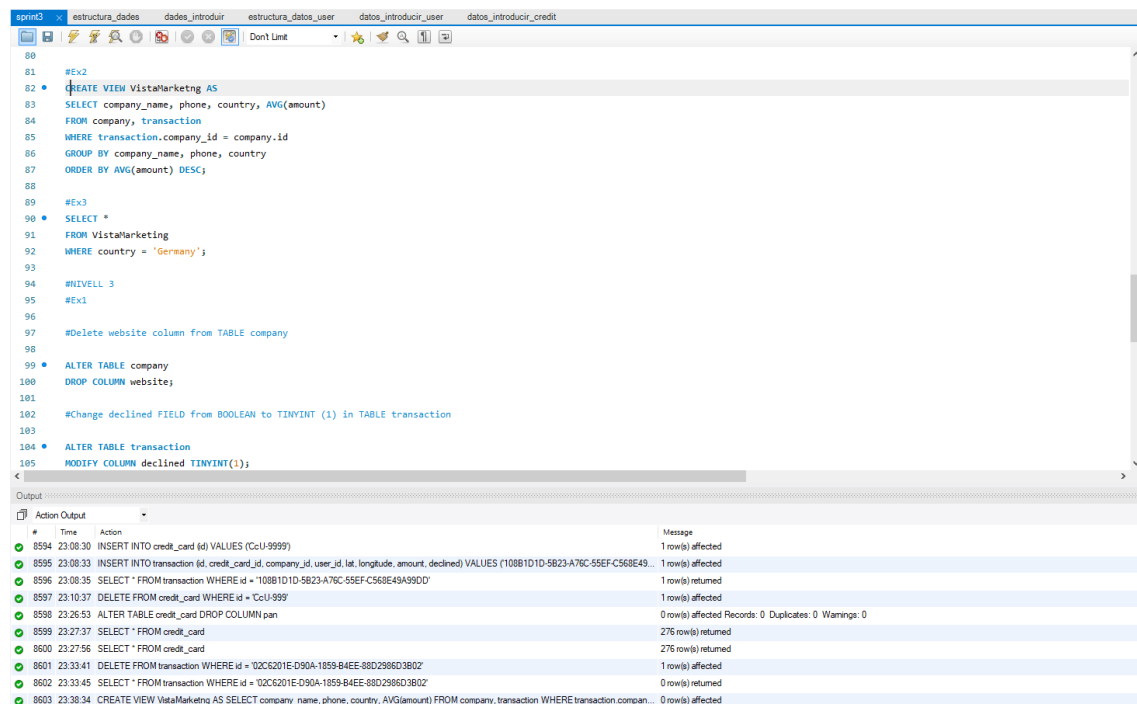 sprint3 × estructura_dades dades_introduir estructura_datos_user datos_introducir_user datos_introducir_credit
Don't Limit
80
81 #Ex2
82 CREATE VIEW VistaMarketng AS
83 SELECT company_name, phone, country, AVG(amount)
84 FROM company, transaction
85 WHERE transaction.company_id = company.id
86 GROUP BY company_name, phone, country
87 ORDER BY AVG(amount) DESC;
88
89 #Ex3
90 SELECT *
91 FROM VistaMarketing
92 WHERE country = 'Germany';
93
94 #NIVELL 3
95 #Ex1
96
97 #Delete website column from TABLE company
98
99 ALTER TABLE company
100 DROP COLUMN website;
101
102 #Change declined FIELD from BOOLEAN to TINYINT (1) in TABLE transaction
103
104 ALTER TABLE transaction
105 MODIFY COLUMN declined TINYINT(1);
Output
Action Output
# Time Action Message
8594 23:08:30 INSERT INTO credit_card (id) VALUES ('CcU-9999') 1 row(s) affected
8595 23:08:33 INSERT INTO transaction (id, credit_card_id, company_id, user_id, lat, longitude, amount, declined) VALUES ('108B1D1D-5B23-A76C-55EF-C568E49... 1 row(s) affected
8596 23:08:35 SELECT * FROM transaction WHERE id = '108B1D1D-5B23-A76C-55EF-C568E49A99DD' 1 row(s) returned
8597 23:10:37 DELETE FROM credit_card WHERE id = 'CcU-999' 1 row(s) affected
8598 23:26:53 ALTER TABLE credit_card DROP COLUMN pan 0 row(s) affected Records: 0 Duplicates: 0 Warnings: 0
8599 23:27:37 SELECT * FROM credit_card 276 row(s) returned
8600 23:27:56 SELECT * FROM credit_card 276 row(s) returned
8601 23:33:41 DELETE FROM transaction WHERE id = '02C6201E-D90A-1859-B4EE-88D2986D3B02' 1 row(s) affected
8602 23:33:45 SELECT * FROM transaction WHERE id = '02C6201E-D90A-1859-B4EE-88D2986D3B02' 0 row(s) returned
8603 23:38:34 CREATE VIEW VistaMarketng AS SELECT company_name, phone, country, AVG(amount) FROM company, transaction WHERE transaction.compan... 0 row(s) affected